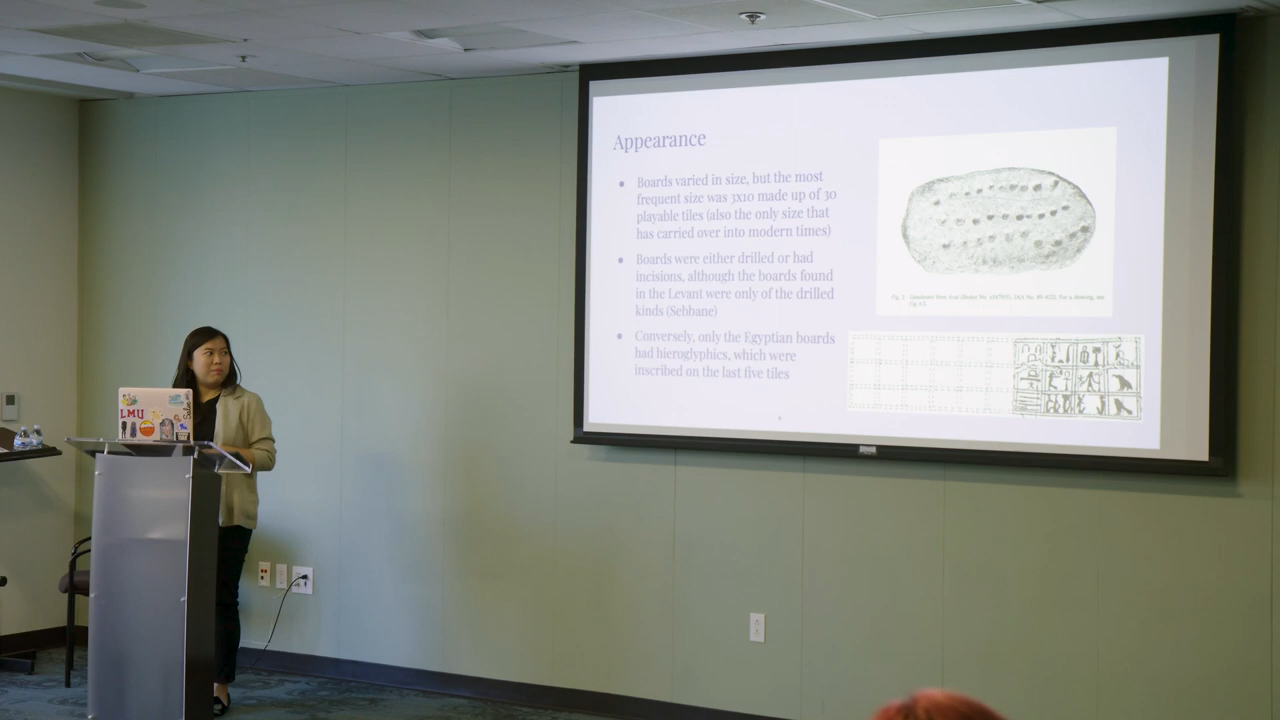 Appearance
● Boards varied in size, but the most
frequent size was 3x10 made up of 30
playable tiles (also the only size that
has carried over into modern times)
● Boards were either drilled or had
incisions, although the boards found
in the Levant were only of the drilled
kinds (Sebbane)
● Conversely, only the Egyptian boards
had hieroglyphics, which were
inscribed on the last five tiles
LMU